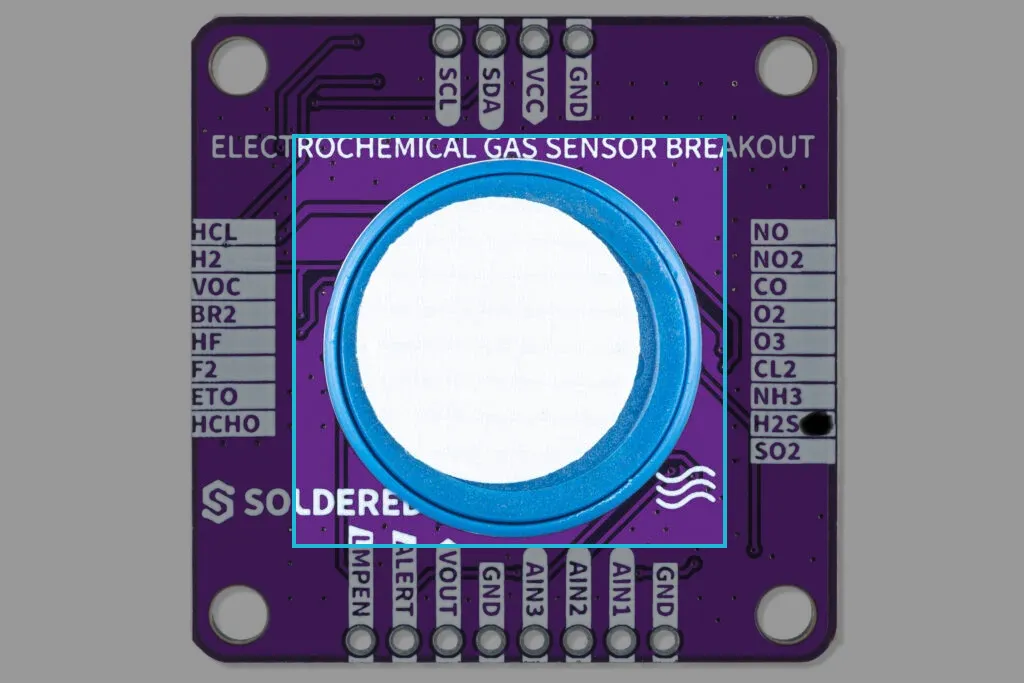 SCL SDA VCC GND
ELECTROCHEMICAL GAS SENSOR BREAKOUT
HCL
H2
VOC
BR2
HF
F2
ETO
HCHO
NO
NO2
CO
O2
O3
CL2
NH3
H2S
SO2
SOLDERED
LMPEN ALERT VOUT GND AIN3 AIN2 AIN1 GND